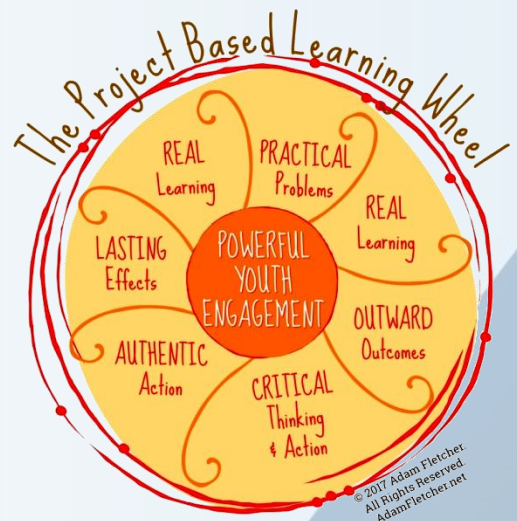 The Project Based Learning Wheel
REAL
Learning
PRACTICAL
Problems
REAL
Learning
LASTING
Effects
POWERFUL
YOUTH
ENGAGEMENT
OUTWARD
Outcomes
AUTHENTIC
Action
CRITICAL
Thinking
& Action
© 2017 Adam Fletcher.
All Rights Reserved.
AdamFletcher.net